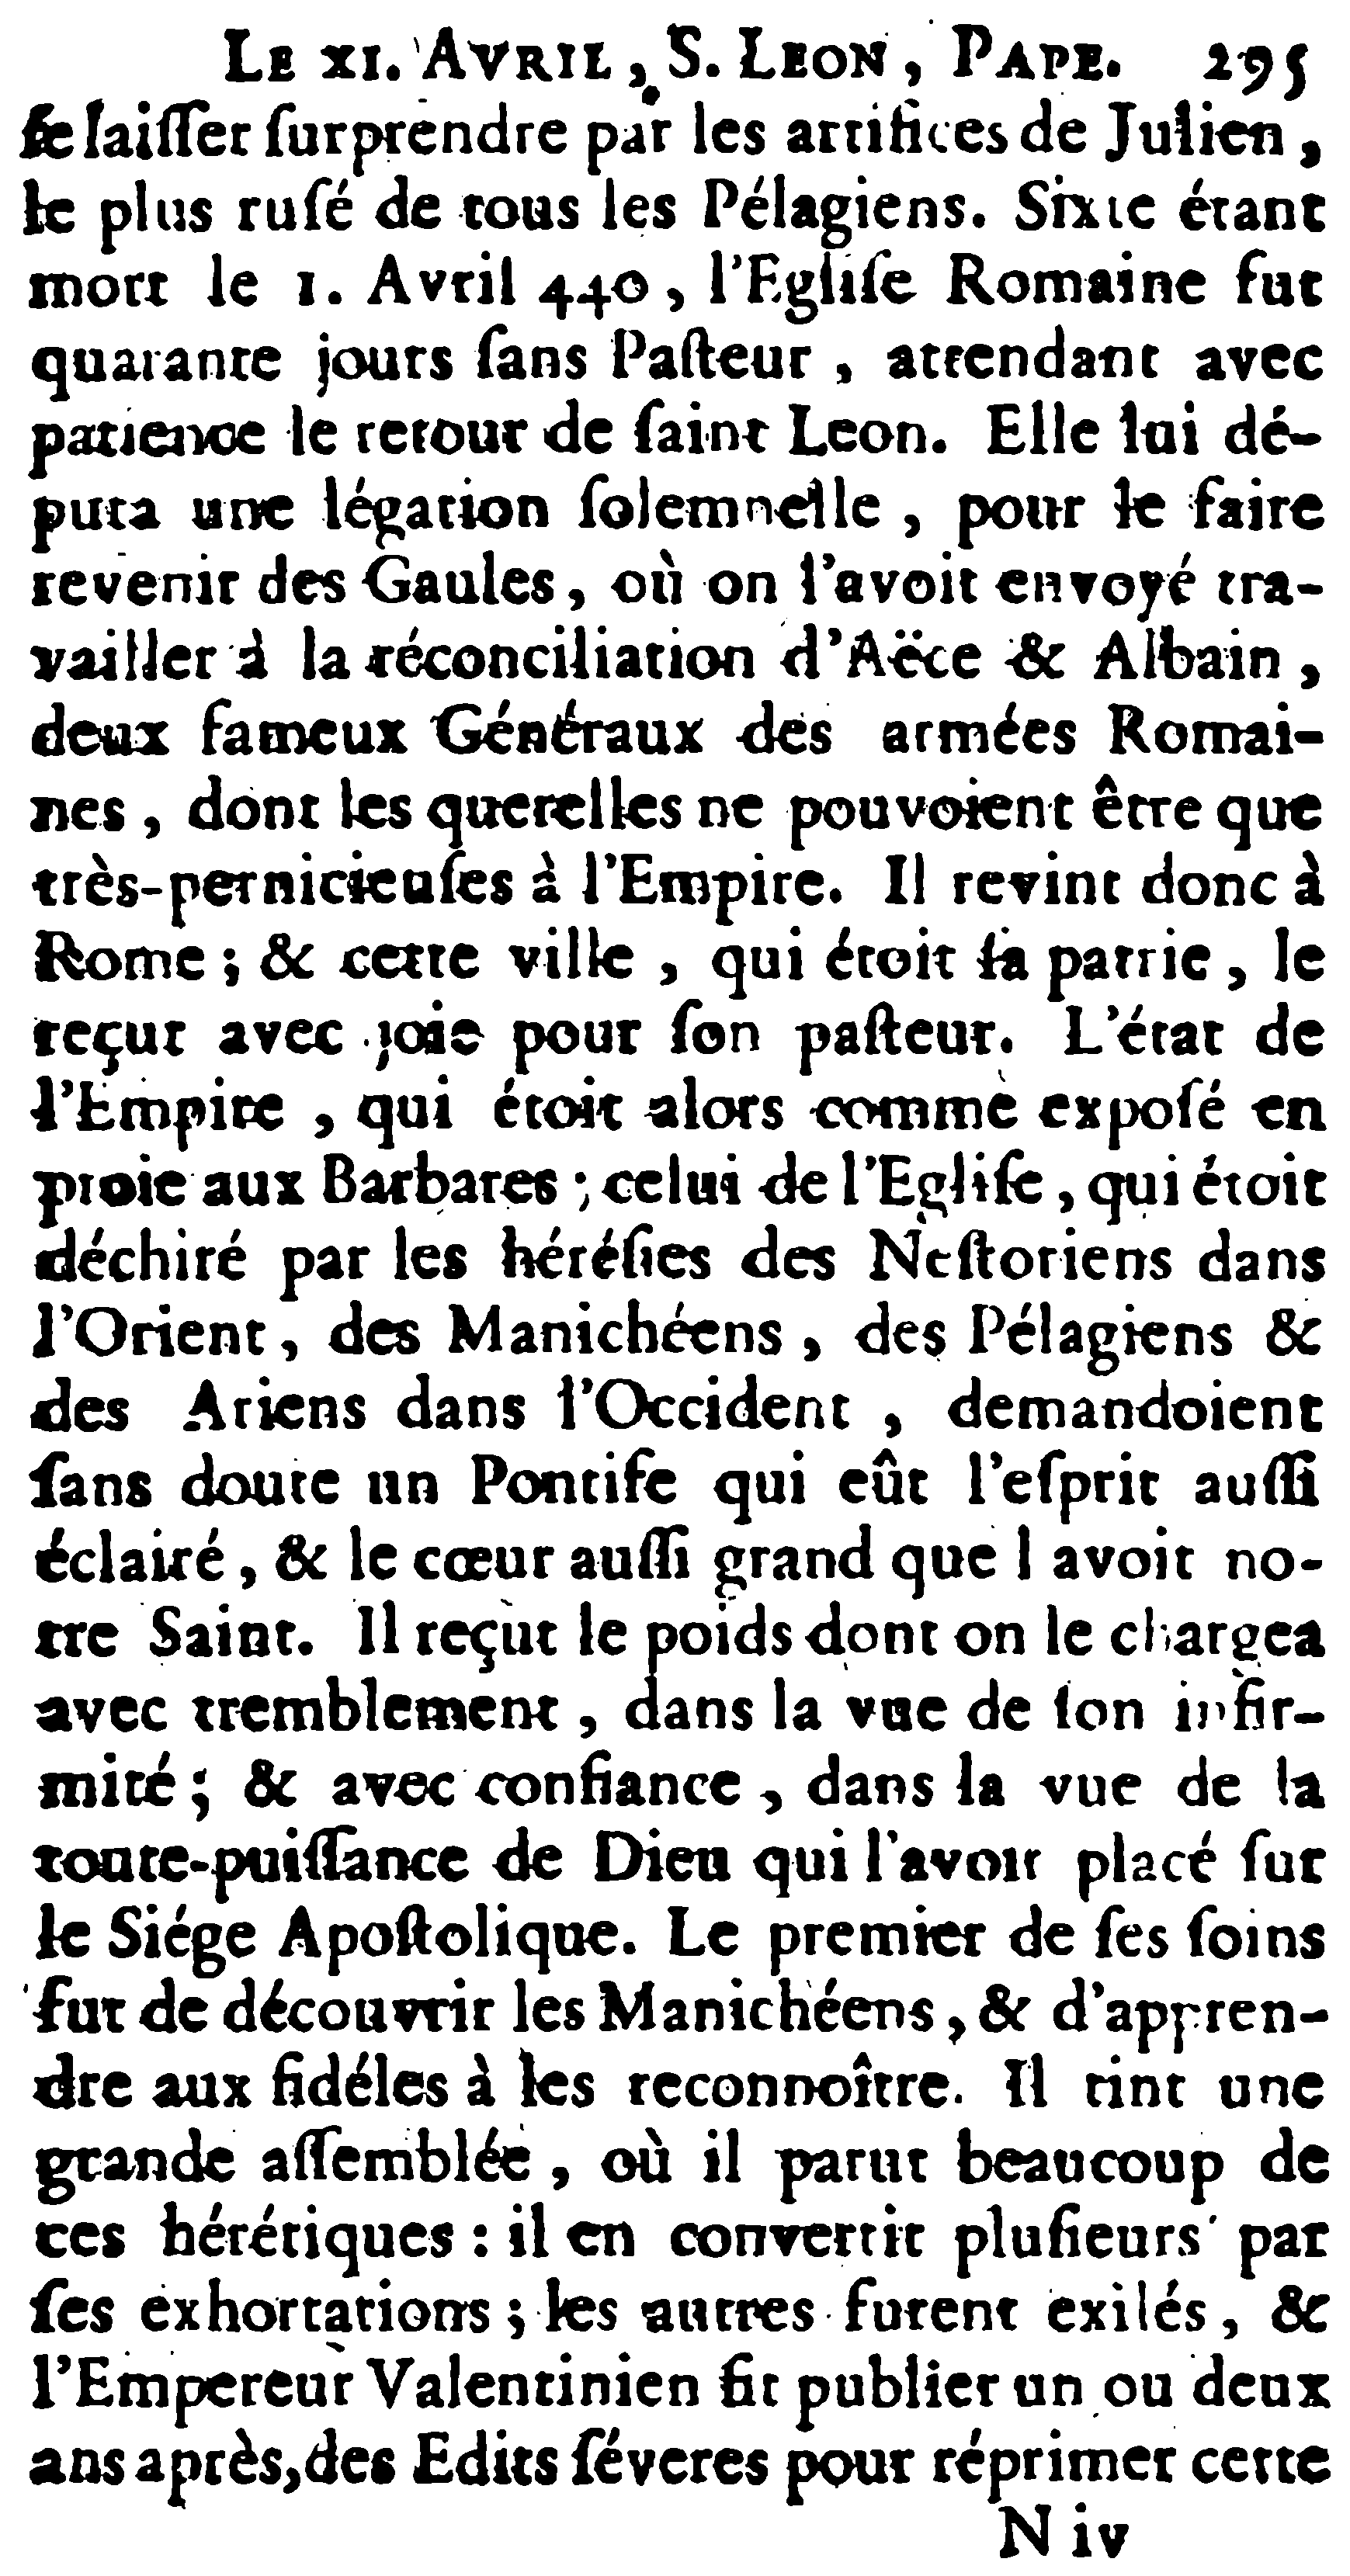 LE XI. AVRIL, S. LEON, PAPE. 295
ſe laiſſer ſurprendre par les artifices de Julien,
le plus ruſé de tous les Pélagiens. Sixte étant
mort le 1. Avril 440, l'Egliſe Romaine fut
quarante jours ſans Paſteur, attendant avec
patience le retour de ſaint Leon. Elle lui dé-
puta une légation ſolemnelle, pour le faire
revenir des Gaules, où on l'avoit envoyé tra-
vailler à la réconciliation d'Aëce & Albain,
deux fameux Généraux des armées Romai-
nes, dont les querelles ne pouvoient être que
très-pernicieuſes à l'Empire. Il revint donc à
Rome; & cette ville, qui étoit ſa patrie, le
reçut avec joie pour ſon paſteur. L'état de
l'Empire, qui étoit alors comme expoſé en
proie aux Barbares; celui de l'Egliſe, qui étoit
déchiré par les héréſies des Neſtoriens dans
l'Orient, des Manichéens, des Pélagiens &
des Ariens dans l'Occident, demandoient
ſans doute un Pontife qui eût l'eſprit auſſi
éclairé, & le cœur auſſi grand que l avoit no-
tre Saint. Il reçut le poids dont on le chargea
avec tremblement, dans la vue de ſon infir-
mité; & avec confiance, dans la vue de la
toute-puiſſance de Dieu qui l'avoit placé ſur
le Siége Apoſtolique. Le premier de ſes ſoins
fut de découvrir les Manichéens, & d'appren-
dre aux fidéles à les reconnoître. Il tint une
grande aſſemblée, où il parut beaucoup de
ces hérétiques: il en convertit pluſieurs par
ſes exhortations; les autres furent exilés, &
l'Empereur Valentinien fit publier un ou deux
ans après, des Edits ſéveres pour réprimer cette
N iv